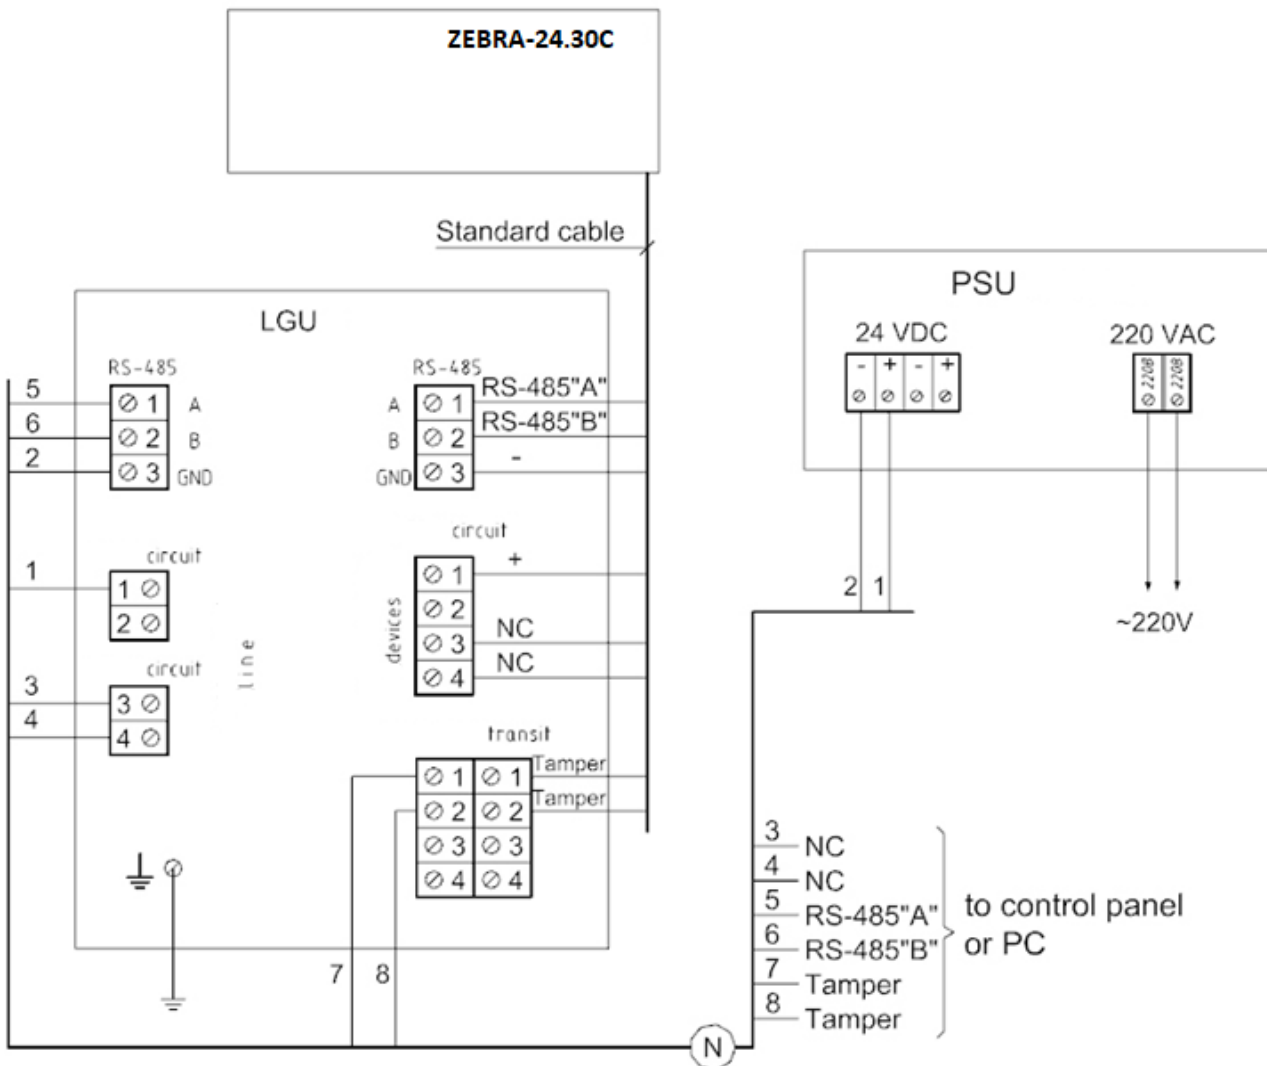 ZEBRA-24.30C
Standard cable
PSU
24 VDC
220 VAC
- + - +
220В 220В
2 1
~220V
LGU
RS-485
RS-485
5
1
A
A
1
RS-485"A"
6
2
B
B
2
RS-485"B"
2
3
GND
GND
3
-
circuit
circuit
1
1
2
line
devices
1
+
2
3
NC
4
NC
circuit
3
3
4
4
transit
1 1
Tamper
2 2
Tamper
3 3
4 4
7
8
N
3
NC
4
NC
5
RS-485"A"
6
RS-485"B"
7
Tamper
8
Tamper
to control panel
or PC